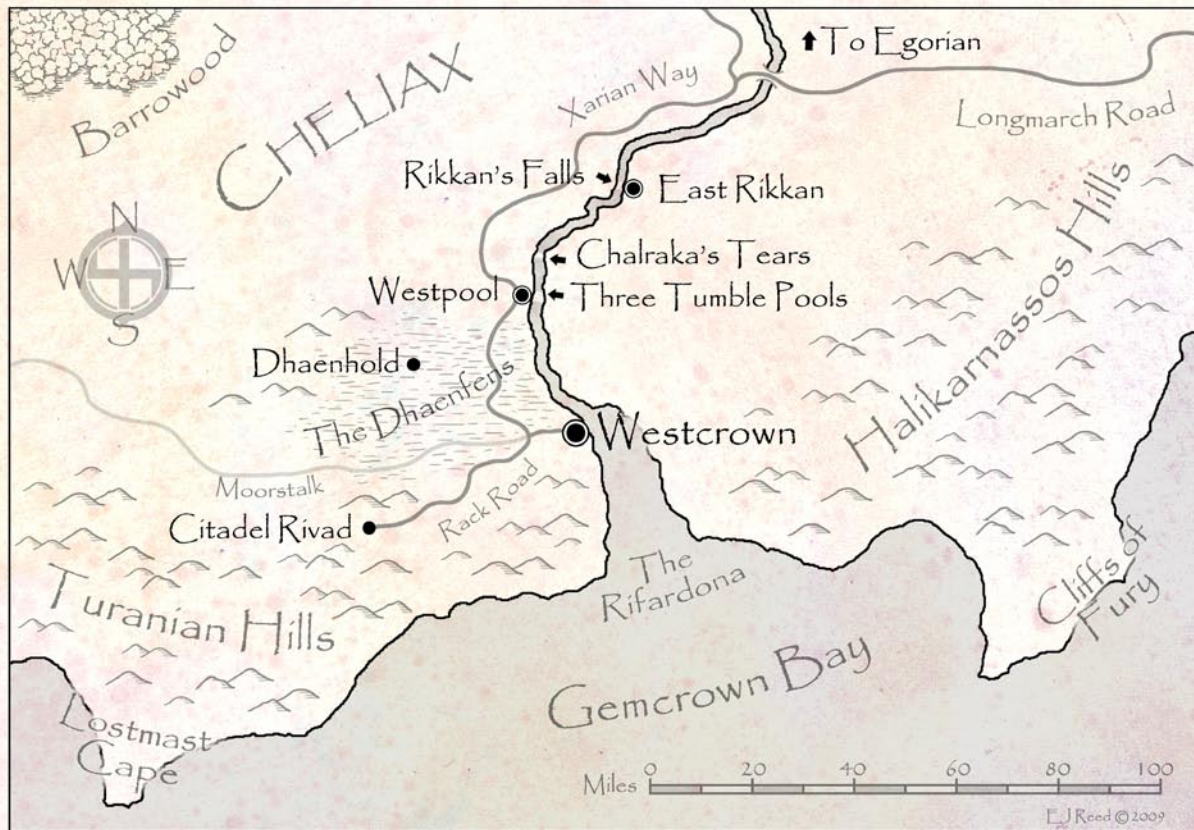 To Egorian
Barrowood
CHELIAX
Xarian Way
Longmarch Road
Rikkan's Falls
East Rikkan
N
W E
S
Chalraka's Tears
Westpool
Three Tumble Pools
Halikarnassos Hills
Dhaenhold
The Dhaenfens
Westcrown
Moorstalk
Rack Road
Citadel Rivad
The
Rifardona
Cliffs of
Fury
Turanian Hills
Gemcrown Bay
Lostmast
Cape
Miles 0 20 40 60 80 100
EJ Reed © 2009